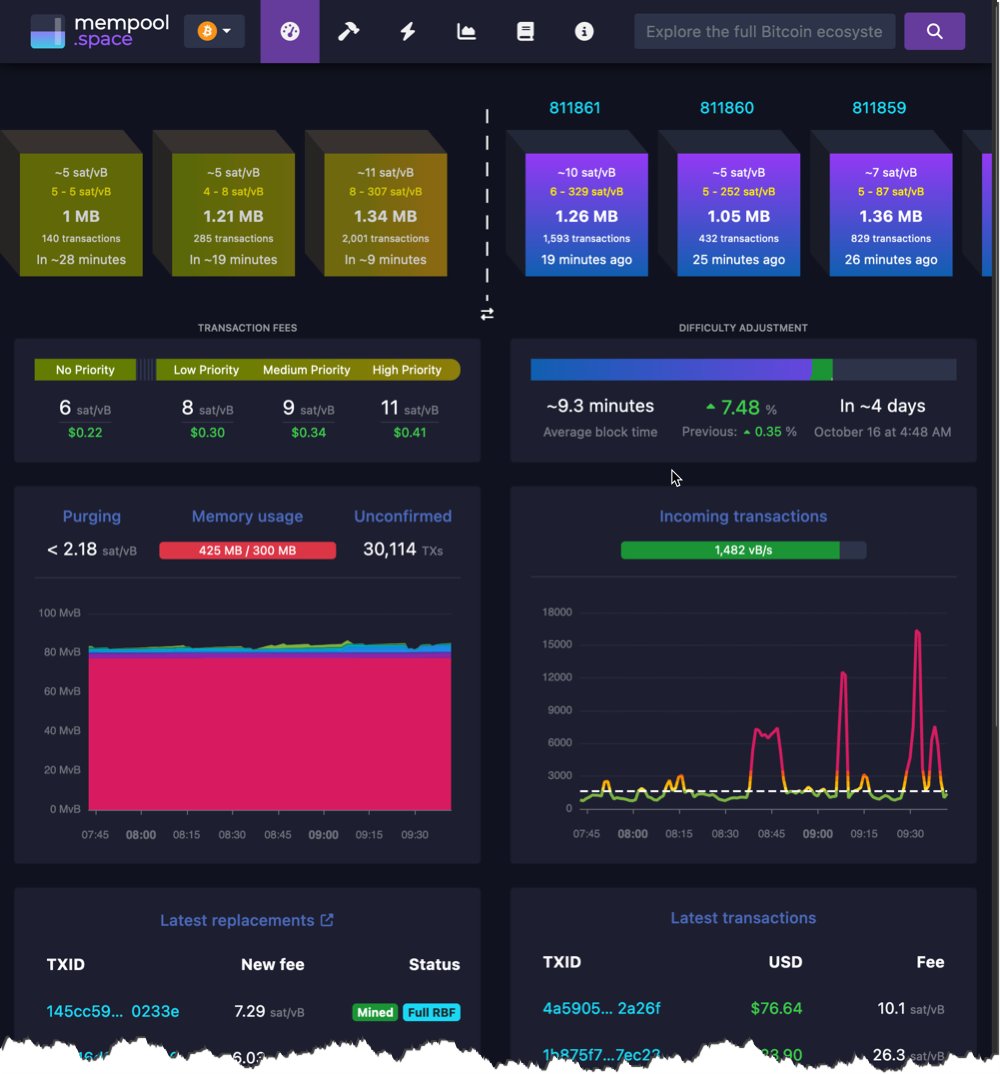 mempool
.space
Explore the full Bitcoin ecosyste
811861
811860
811859
~5 sat/vB
5 - 5 sat/vB
1 MB
140 transactions
In ~28 minutes
~5 sat/vB
4 - 8 sat/vB
1.21 MB
285 transactions
In ~19 minutes
~11 sat/vB
8 - 307 sat/vB
1.34 MB
2,001 transactions
In ~9 minutes
~10 sat/vB
6 - 329 sat/vB
1.26 MB
1,593 transactions
19 minutes ago
~5 sat/vB
5 - 252 sat/vB
1.05 MB
432 transactions
25 minutes ago
~7 sat/vB
5 - 87 sat/vB
1.36 MB
829 transactions
26 minutes ago
TRANSACTION FEES
No Priority Low Priority Medium Priority High Priority
6 sat/vB 8 sat/vB 9 sat/vB 11 sat/vB
$0.22 $0.30 $0.34 $0.41
DIFFICULTY ADJUSTMENT
~9.3 minutes 7.48 % In ~4 days
Average block time Previous: 0.35 % October 16 at 4:48 AM
Purging Memory usage Unconfirmed
< 2.18 sat/vB 425 MB / 300 MB 30,114 TXs
100 MvB
80 MvB
60 MvB
40 MvB
20 MvB
0 MvB
07:45 08:00 08:15 08:30 08:45 09:00 09:15 09:30
Incoming transactions
1,482 vB/s
18000
15000
12000
9000
6000
3000
0
07:45 08:00 08:15 08:30 08:45 09:00 09:15 09:30
Latest replacements
TXID New fee Status
145cc59... 0233e 7.29 sat/vB Mined Full RBF
Latest transactions
TXID USD Fee
4a5905... 2a26f $76.64 10.1 sat/vB
26.3 sat/vB